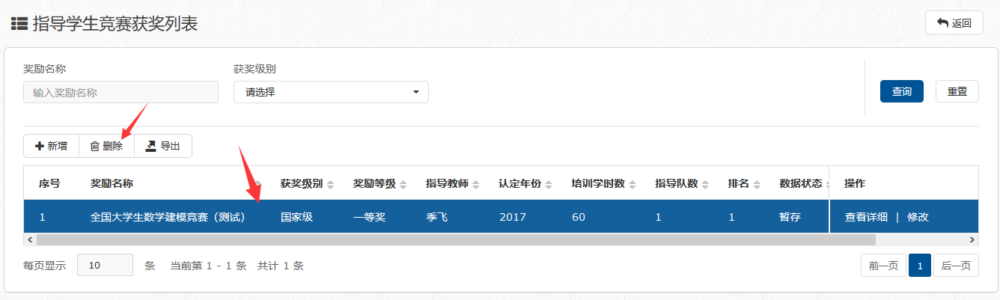 指导学生竞赛获奖列表
返回
奖励名称 获奖级别
输入奖励名称 请选择 查询 重置
新增 删除 导出
序号 奖励名称 获奖级别 奖励等级 指导教师 认定年份 培训学时数 指导队数 排名 数据状态 操作
1 全国大学生数学建模竞赛（测试） 国家级 一等奖 季飞 2017 60 1 1 暂存 查看详细 | 修改
每页显示 10 条 当前第 1 - 1 条 共计 1 条 前一页 1 后一页